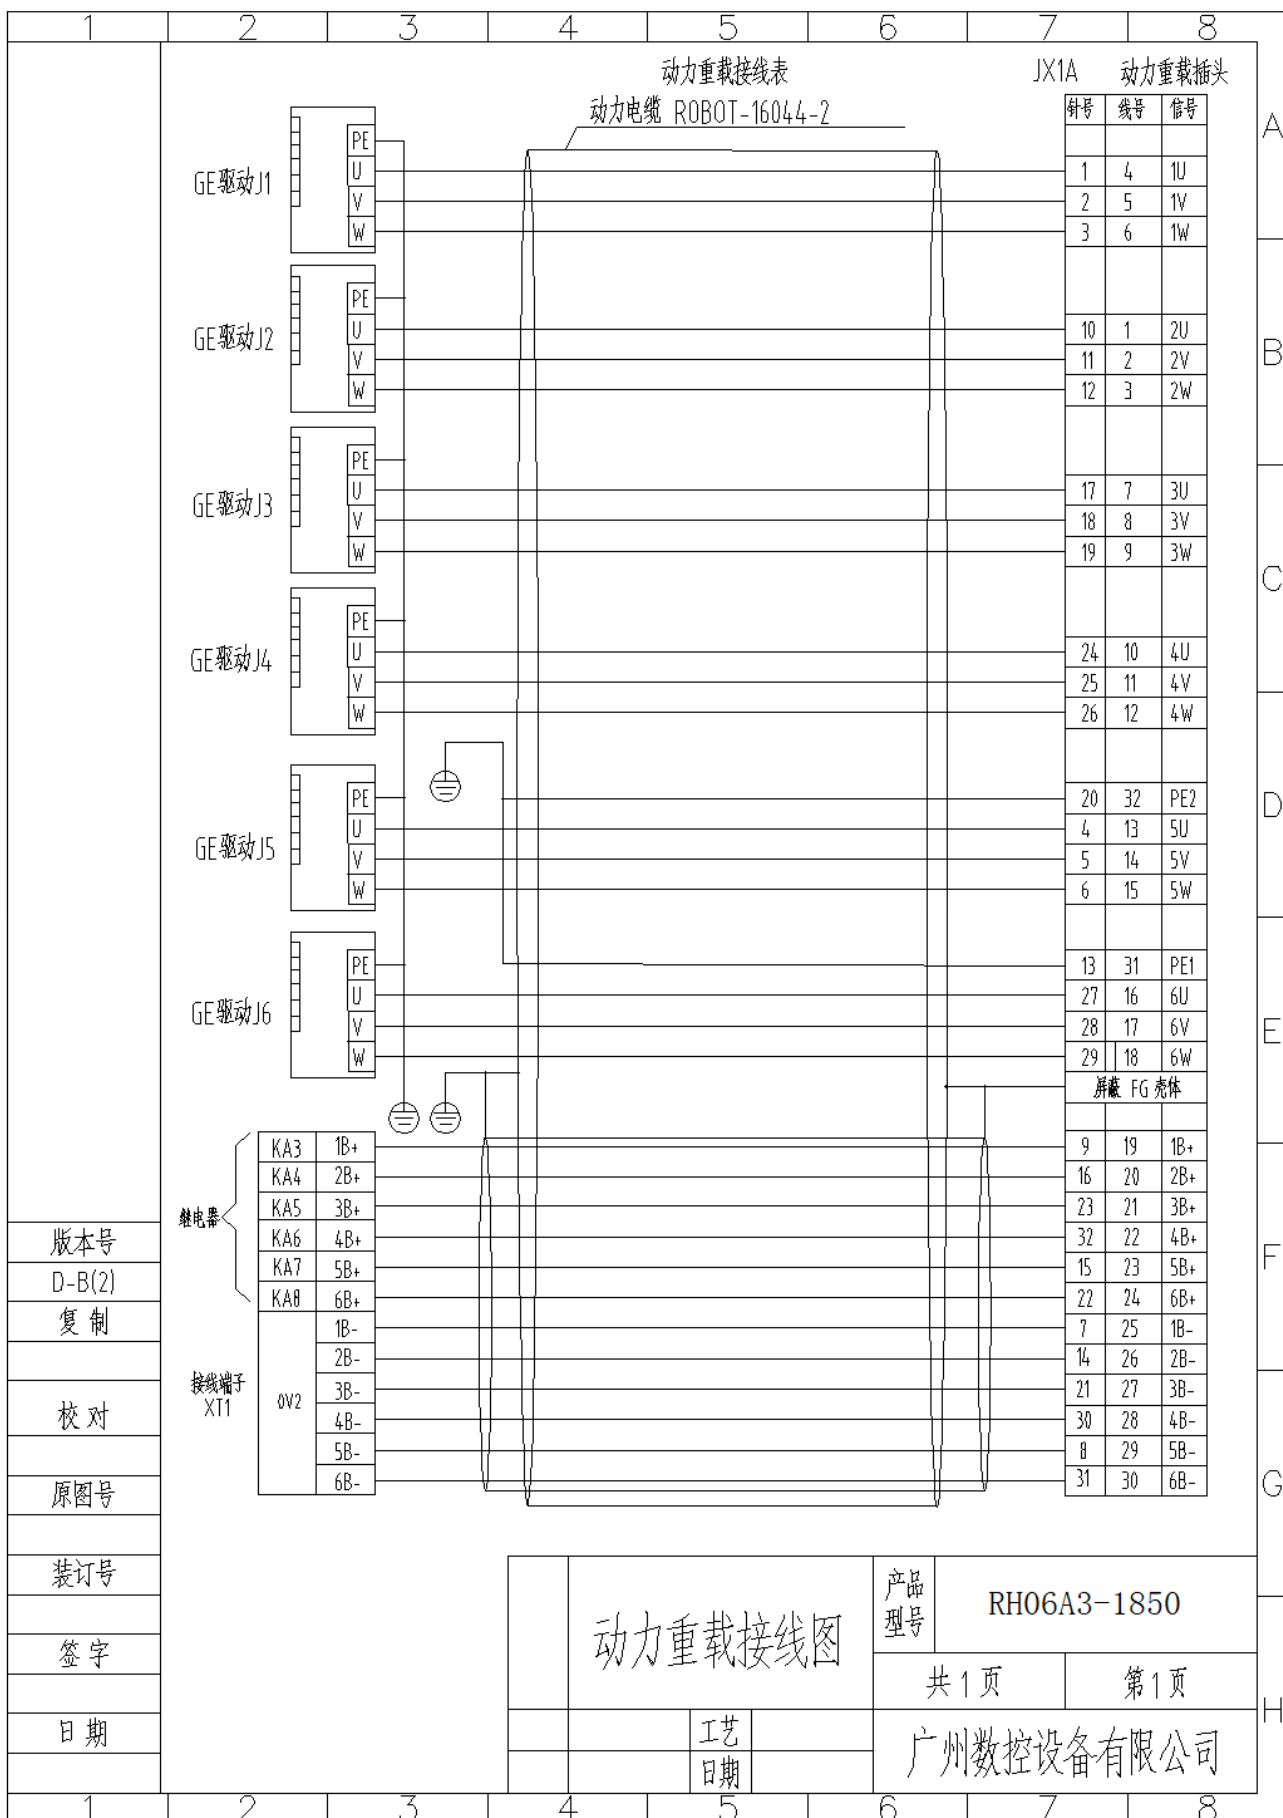 1 2 3 4 5 6 7 8
动力重载接线表 JX1A 动力重载插头
动力电缆 ROBOT-16044-2
针号 线号 信号
A
PE
GE驱动J1 U 1 4 1U
V 2 5 1V
W 3 6 1W
PE
GE驱动J2 U 10 1 2U
B
V 11 2 2V
W 12 3 2W
PE
GE驱动J3 U 17 7 3U
V 18 8 3V
W 19 9 3W
C
PE
GE驱动J4 U 24 10 4U
V 25 11 4V
W 26 12 4W
PE 20 32 PE2
D
GE驱动J5 U 4 13 5U
V 5 14 5V
W 6 15 5W
PE 13 31 PE1
GE驱动J6 U 27 16 6U
V 28 17 6V
E
W 29 18 6W
屏蔽 FG 壳体
继电器
KA3 1B+ 9 19 1B+
KA4 2B+ 16 20 2B+
KA5 3B+ 23 21 3B+
KA6 4B+ 32 22 4B+
F
KA7 5B+ 15 23 5B+
KA8 6B+ 22 24 6B+
接线端子
XT1
0V2
1B- 7 25 1B-
2B- 14 26 2B-
3B- 21 27 3B-
4B- 30 28 4B-
5B- 8 29 5B-
6B- 31 30 6B-
G
版本号
D-B(2)
复制
校对
原图号
装订号
签字
日期
动力重载接线图
产品
型号
RH06A3-1850
共1页 第1页
H
工艺
日期
广州数控设备有限公司
1 2 3 4 5 6 7 8